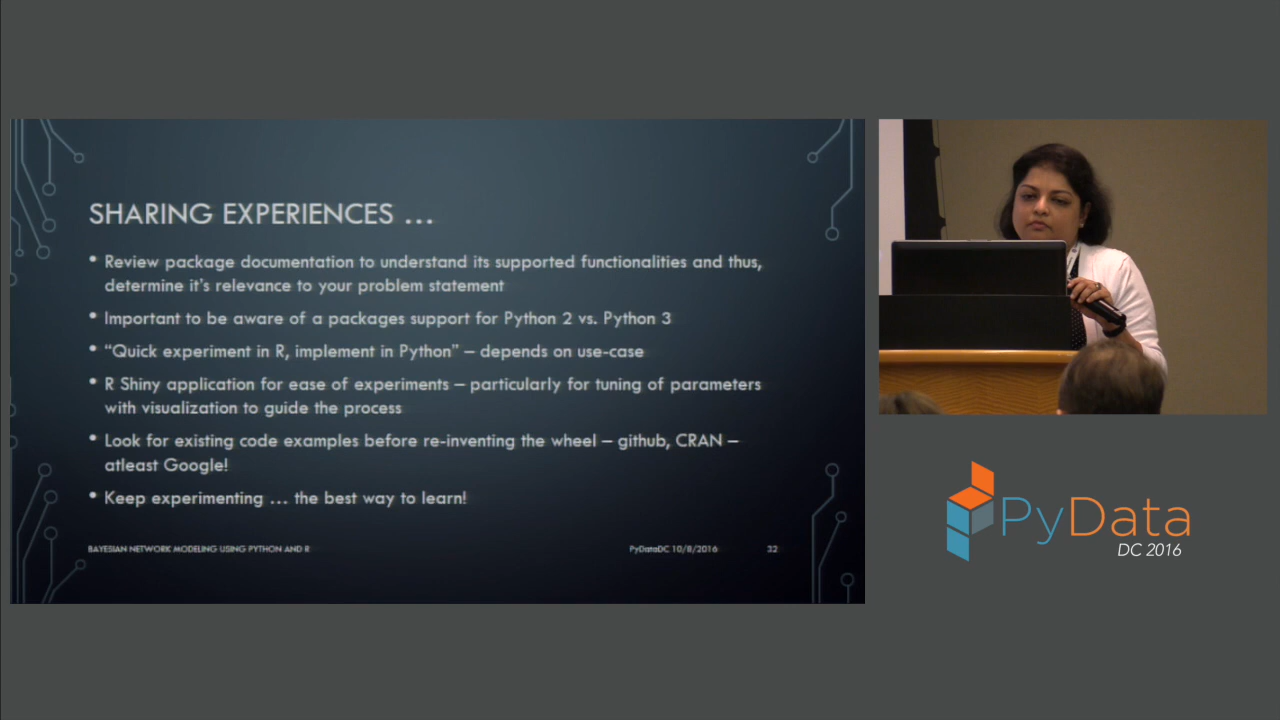 SHARING EXPERIENCES ...
• Review package documentation to understand its supported functionalities and thus,
determine it's relevance to your problem statement
• Important to be aware of a packages support for Python 2 vs. Python 3
• "Quick experiment in R, implement in Python" – depends on use-case
• R Shiny application for ease of experiments – particularly for tuning of parameters
with visualization to guide the process
• Look for existing code examples before re-inventing the wheel – github, CRAN –
atleast Google!
• Keep experimenting ... the best way to learn!
BAYESIAN NETWORK MODELING USING PYTHON AND R
PyDataDC 10/8/2016
32
PyData
DC 2016